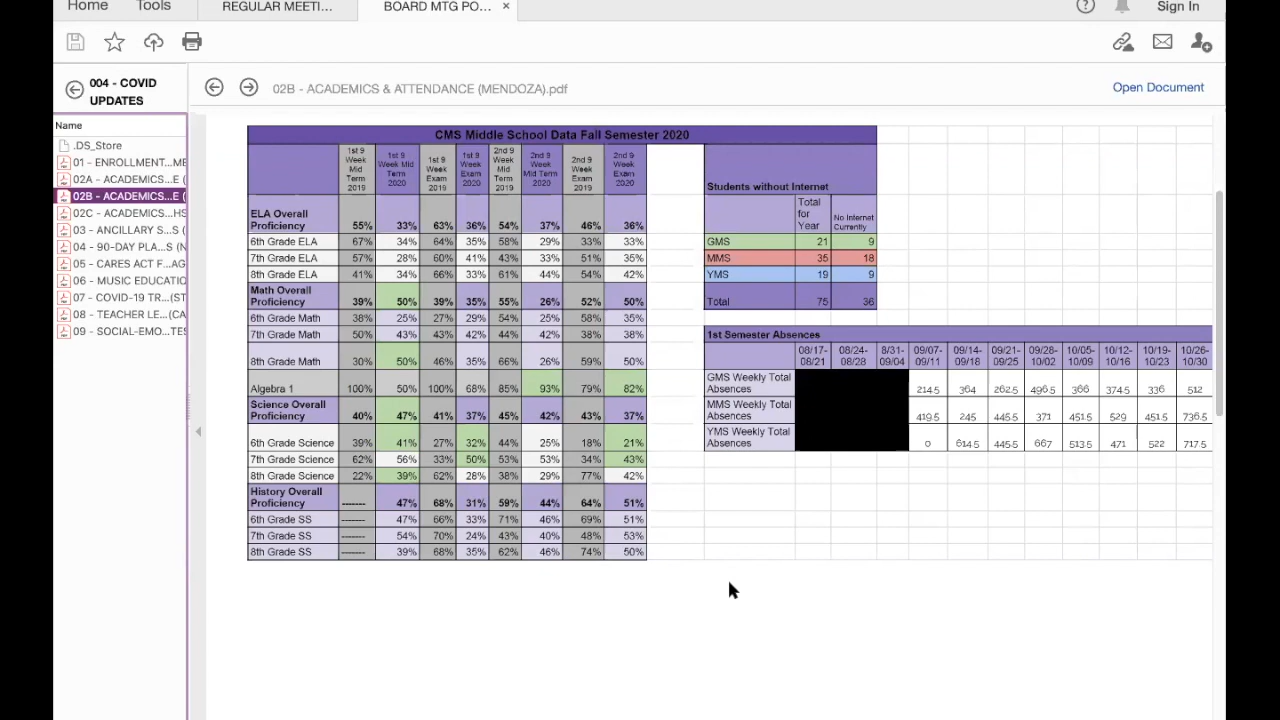 Home Tools REGULAR MEETI... BOARD MTG PO... × ? Sign In
004 - COVID UPDATES
02B - ACADEMICS & ATTENDANCE (MENDOZA).pdf
Open Document
Name
.DS_Store
01 - ENROLLMENT...ME
02A - ACADEMICS...E (
02B - ACADEMICS...E (
02C - ACADEMICS...HS
03 - ANCILLARY S...S (
04 - 90-DAY PLA...S (N
05 - CARES ACT F...AG
06 - MUSIC EDUCATIO
07 - COVID-19 TR...(ST
08 - TEACHER LE...(CA
09 - SOCIAL-EMO...TES
CMS Middle School Data Fall Semester 2020
1st 9 Week Mid Term 2019 1st 9 Week Mid Term 2020 1st 9 Week Exam 2019 1st 9 Week Exam 2020 2nd 9 Week Mid Term 2019 2nd 9 Week Mid Term 2020 2nd 9 Week Exam 2019 2nd 9 Week Exam 2020
ELA Overall Proficiency 55% 33% 63% 36% 54% 37% 46% 36%
6th Grade ELA 67% 34% 64% 35% 58% 29% 33% 33%
7th Grade ELA 57% 28% 60% 41% 43% 33% 51% 35%
8th Grade ELA 41% 34% 66% 33% 61% 44% 54% 42%
Math Overall Proficiency 39% 50% 39% 35% 55% 26% 52% 50%
6th Grade Math 38% 25% 27% 29% 54% 25% 58% 35%
7th Grade Math 50% 43% 43% 42% 44% 42% 38% 38%
8th Grade Math 30% 50% 46% 35% 66% 26% 59% 50%
Algebra 1 100% 50% 100% 68% 85% 93% 79% 82%
Science Overall Proficiency 40% 47% 41% 37% 45% 42% 43% 37%
6th Grade Science 39% 41% 27% 32% 44% 25% 18% 21%
7th Grade Science 62% 56% 33% 50% 53% 53% 34% 43%
8th Grade Science 22% 39% 62% 28% 38% 29% 77% 42%
History Overall Proficiency ------- 47% 68% 31% 59% 44% 64% 51%
6th Grade SS ------- 47% 66% 33% 71% 46% 69% 51%
7th Grade SS ------- 54% 70% 24% 43% 40% 48% 53%
8th Grade SS ------- 39% 68% 35% 62% 46% 74% 50%
Students without Internet
Total for Year No Internet Currently
GMS 21 9
MMS 35 18
YMS 19 9
Total 75 36
1st Semester Absences
08/17-08/21 08/24-08/28 8/31-09/04 09/07-09/11 09/14-09/18 09/21-09/25 09/28-10/02 10/05-10/09 10/12-10/16 10/19-10/23 10/26-10/30
GMS Weekly Total Absences 214.5 364 262.5 496.5 366 374.5 336 512
MMS Weekly Total Absences 419.5 245 445.5 371 451.5 529 451.5 736.5
YMS Weekly Total Absences 0 614.5 445.5 667 513.5 471 522 717.5